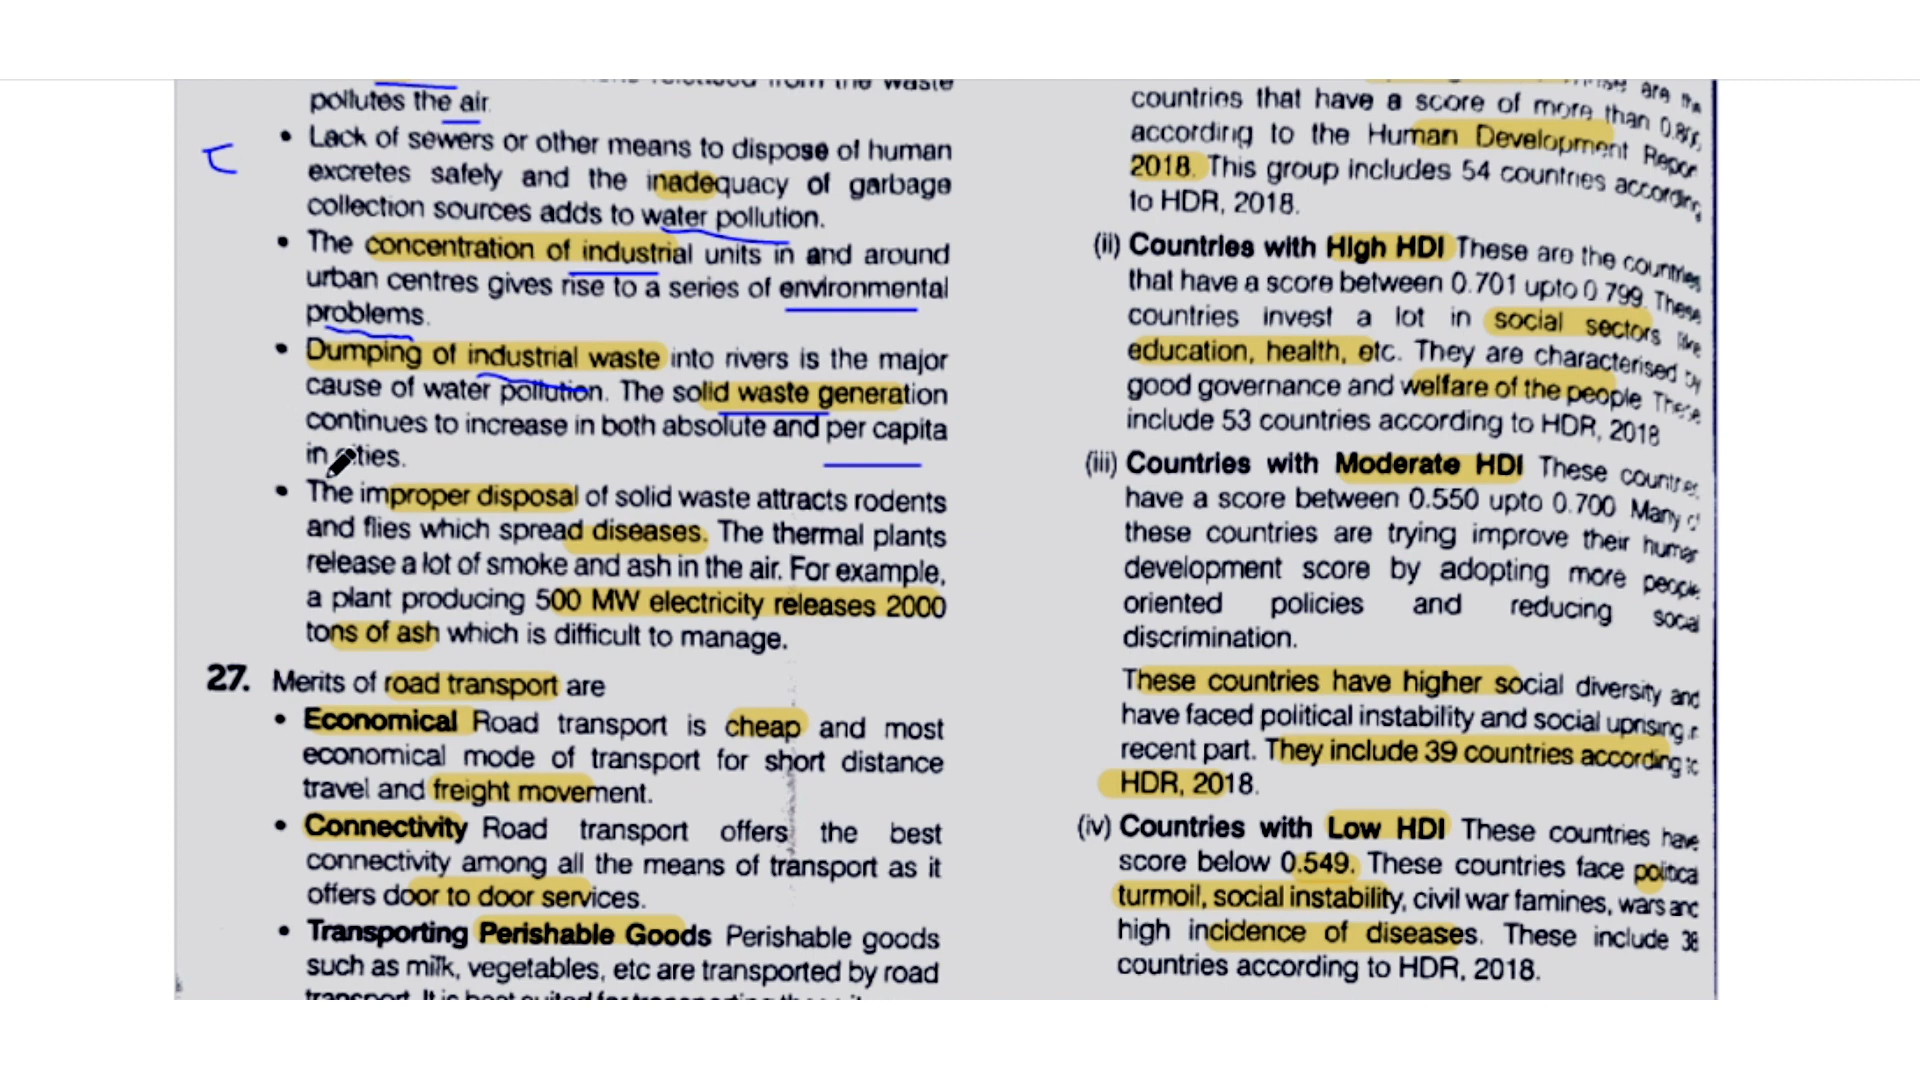 pollutes the air.
• Lack of sewers or other means to dispose of human
excretes safely and the inadequacy of garbage
collection sources adds to water pollution.
• The concentration of industrial units in and around
urban centres gives rise to a series of environmental
problems.
• Dumping of industrial waste into rivers is the major
cause of water pollution. The solid waste generation
continues to increase in both absolute and per capita
in cities.
• The improper disposal of solid waste attracts rodents
and flies which spread diseases. The thermal plants
release a lot of smoke and ash in the air. For example,
a plant producing 500 MW electricity releases 2000
tons of ash which is difficult to manage.
27. Merits of road transport are
• Economical Road transport is cheap and most
economical mode of transport for short distance
travel and freight movement.
• Connectivity Road transport offers the best
connectivity among all the means of transport as it
offers door to door services.
• Transporting Perishable Goods Perishable goods
such as milk, vegetables, etc are transported by road
are the
countries that have a score of more than
according to the Human Development Repor
2018. This group includes 54 countries according
to HDR, 2018.
(ii) Countries with High HDI These are the countries
that have a score between 0.701 upto 0.799. These
countries invest a lot in social sectors like
education, health, etc. They are characterised by
good governance and welfare of the people These
include 53 countries according to HDR, 2018
(iii) Countries with Moderate HDI These countries
have a score between 0.550 upto 0.700 Many
these countries are trying improve their human
development score by adopting more people
oriented policies and reducing social
discrimination.
These countries have higher social diversity and
have faced political instability and social uprising
recent part. They include 39 countries according to
HDR, 2018.
(iv) Countries with Low HDI These countries have
score below 0.549. These countries face politica
turmoil, social instability, civil war famines, wars and
high incidence of diseases. These include 38
countries according to HDR, 2018.